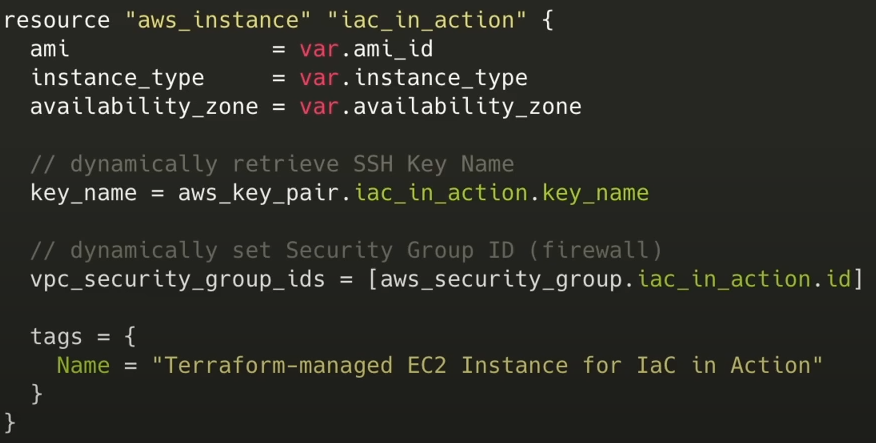 resource "aws_instance" "iac_in_action" {
  ami               = var.ami_id
  instance_type     = var.instance_type
  availability_zone = var.availability_zone

  // dynamically retrieve SSH Key Name
  key_name = aws_key_pair.iac_in_action.key_name

  // dynamically set Security Group ID (firewall)
  vpc_security_group_ids = [aws_security_group.iac_in_action.id]

  tags = {
    Name = "Terraform-managed EC2 Instance for IaC in Action"
  }
}